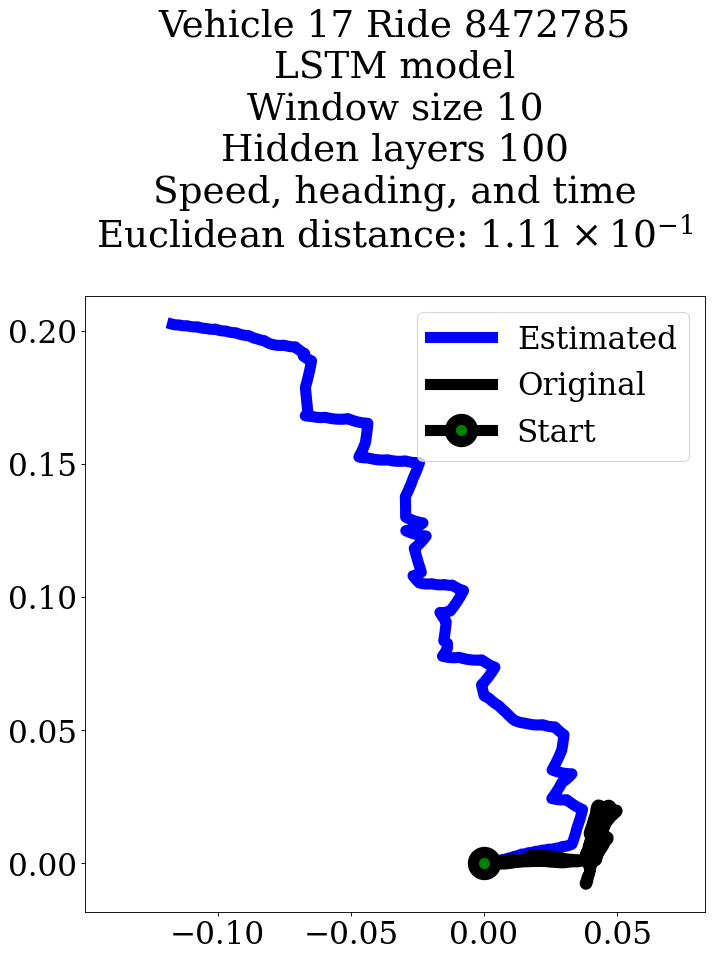 Vehicle 17 Ride 8472785
LSTM model
Window size 10
Hidden layers 100
Speed, heading, and time
Euclidean distance: 1.11 × 10⁻¹
Estimated
Original
Start
0.20
0.15
0.10
0.05
0.00
−0.10 −0.05 0.00 0.05